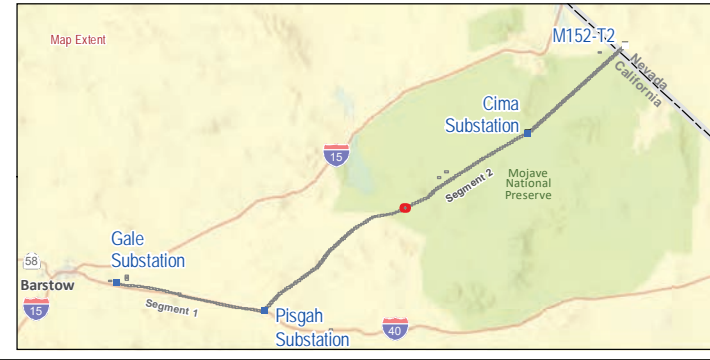 Map Extent
M152-T2
Nevada
California
Cima
Substation
15
Mojave
National
Preserve
Segment 2
Gale
Substation
58
Barstow
15
Segment 1
Pisgah
Substation
40